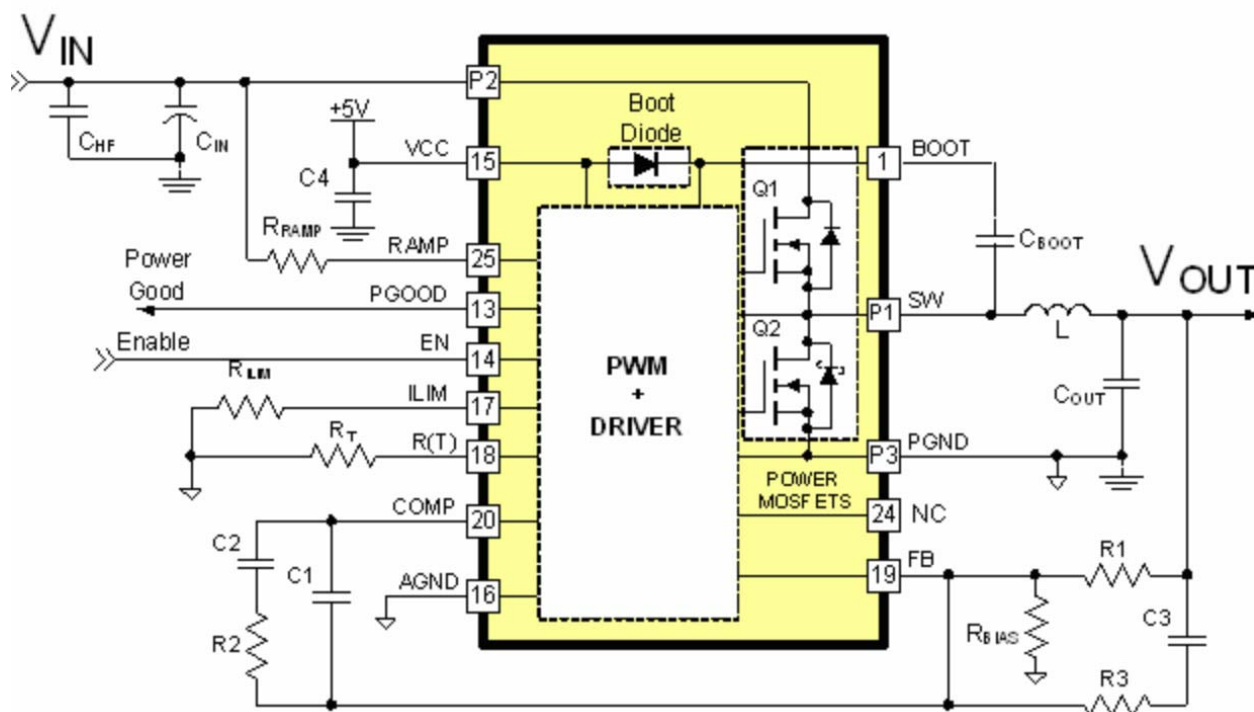 VIN
P2
Boot
Diode
+5V
CHF
CIN
VCC
15
1
BOOT
C4
Q1
RRAMP
RAMP
25
CBOOT
Power
Good
PGOOD
13
VOUT
P1
SW
L
Enable
EN
14
Q2
PWM
+
DRIVER
RILIM
ILIM
17
COUT
RT
R(T)
18
P3
PGND
POWER
MOSFETS
COMP
20
24
NC
C2
C1
FB
19
R1
AGND
16
R2
RBIAS
C3
R3